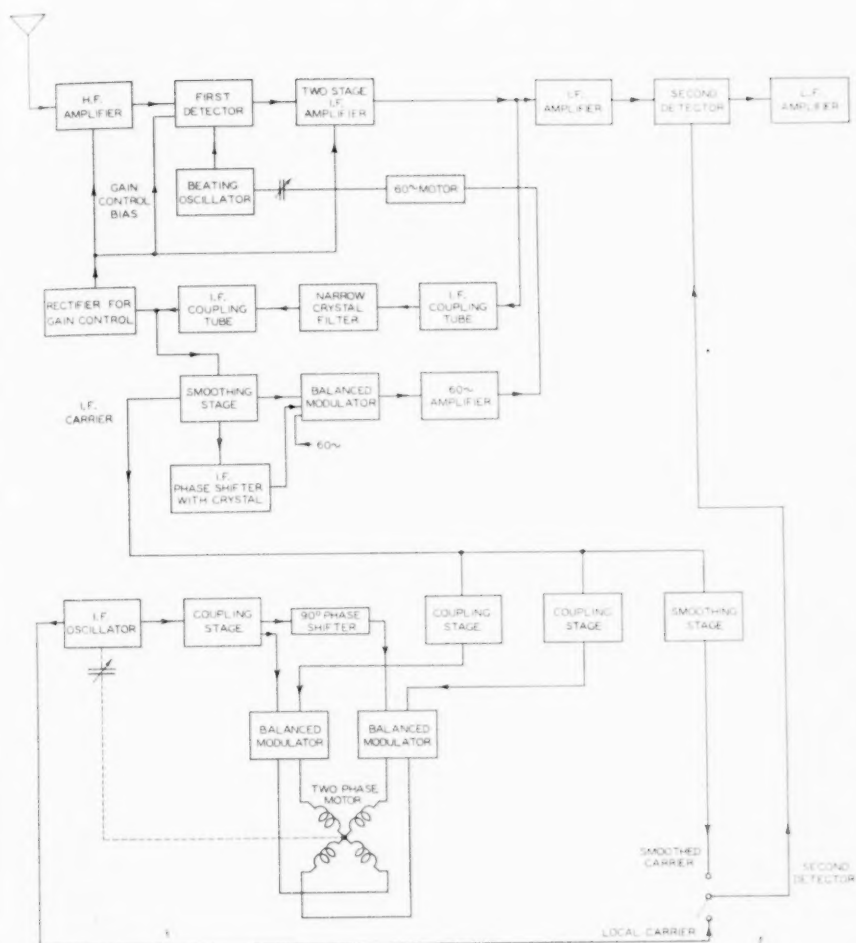 H.F.
AMPLIFIER
FIRST
DETECTOR
TWO STAGE
I.F.
AMPLIFIER
I.F.
AMPLIFIER
SECOND
DETECTOR
L.F.
AMPLIFIER
GAIN
CONTROL
BIAS
BEATING
OSCILLATOR
60~MOTOR
RECTIFIER FOR
GAIN CONTROL
I.F.
COUPLING
TUBE
NARROW
CRYSTAL
FILTER
I.F.
COUPLING
TUBE
I.F.
CARRIER
SMOOTHING
STAGE
BALANCED
MODULATOR
60~
AMPLIFIER
60~
I.F.
PHASE SHIFTER
WITH CRYSTAL
I.F.
OSCILLATOR
COUPLING
STAGE
90° PHASE
SHIFTER
COUPLING
STAGE
COUPLING
STAGE
SMOOTHING
STAGE
BALANCED
MODULATOR
BALANCED
MODULATOR
TWO PHASE
MOTOR
SMOOTHED
CARRIER
SECOND
DETECTOR
LOCAL CARRIER